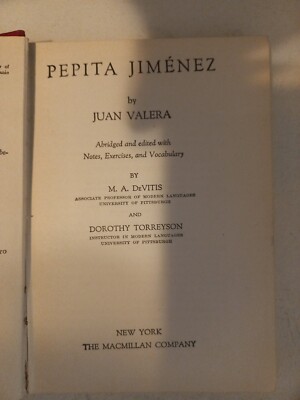 PEPITA JIMÉNEZ
by
JUAN VALERA
Abridged and edited with
Notes, Exercises, and Vocabulary
BY
M. A. DeVITIS
ASSOCIATE PROFESSOR OF MODERN LANGUAGES
UNIVERSITY OF PITTSBURGH
AND
DOROTHY TORREYSON
INSTRUCTOR IN MODERN LANGUAGES
UNIVERSITY OF PITTSBURGH
NEW YORK
THE MACMILLAN COMPANY